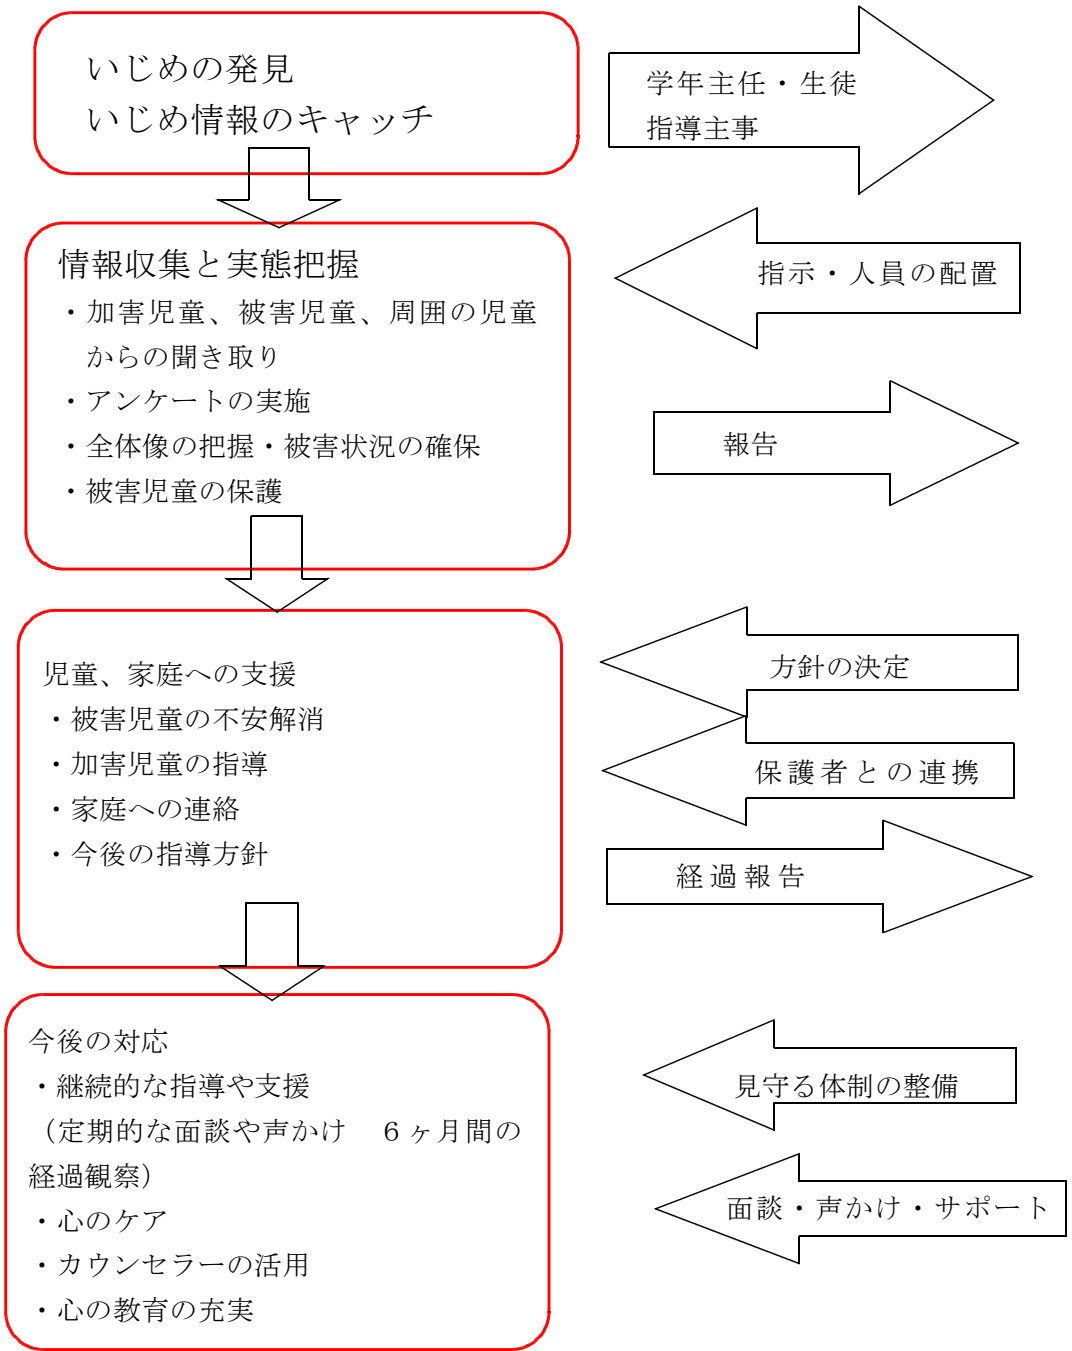 いじめの発見
いじめ情報のキャッチ
学年主任・生徒
指導主事
情報収集と実態把握
・加害児童、被害児童、周囲の児童
からの聞き取り
・アンケートの実施
・全体像の把握・被害状況の確保
・被害児童の保護
指示・人員の配置
報告
児童、家庭への支援
・被害児童の不安解消
・加害児童の指導
・家庭への連絡
・今後の指導方針
方針の決定
保護者との連携
経過報告
今後の対応
・継続的な指導や支援
（定期的な面談や声かけ　６ヶ月間の
経過観察）
・心のケア
・カウンセラーの活用
・心の教育の充実
見守る体制の整備
面談・声かけ・サポート